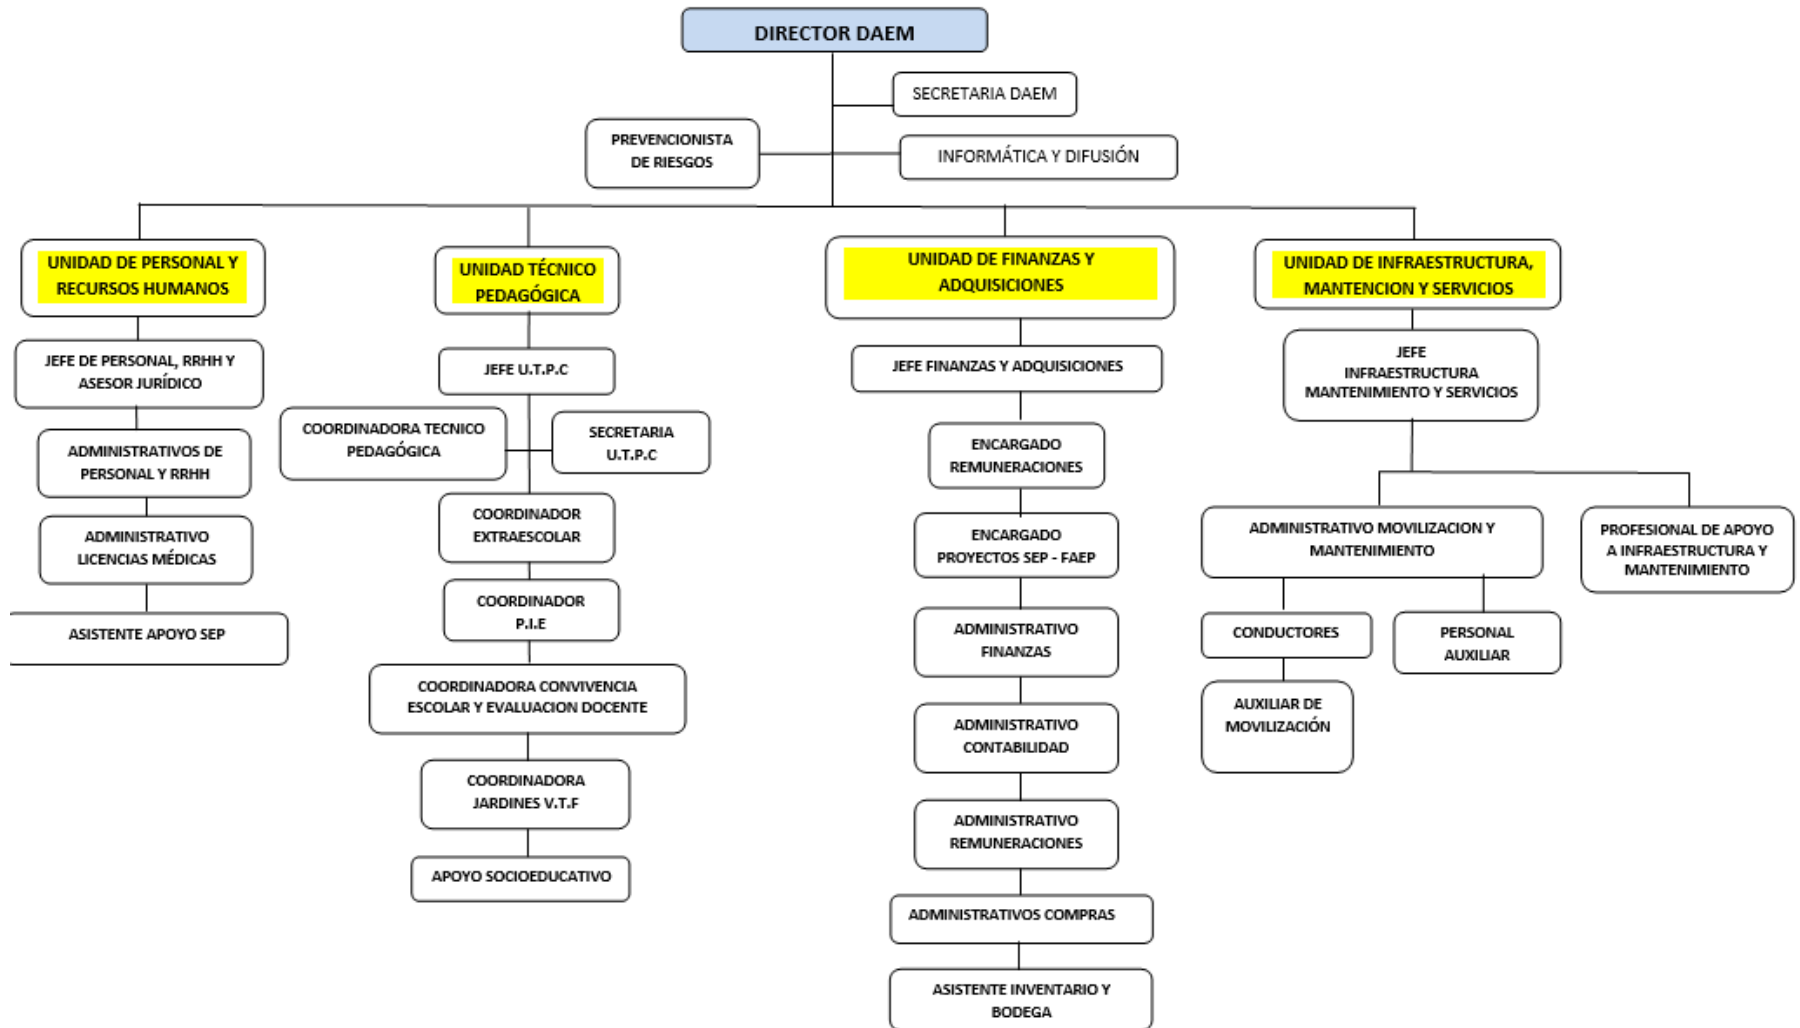 DIRECTOR DAEM
SECRETARIA DAEM
PREVENCIONISTA
DE RIESGOS
INFORMÁTICA Y DIFUSIÓN
UNIDAD DE PERSONAL Y
RECURSOS HUMANOS
JEFE DE PERSONAL, RRHH Y
ASESOR JURÍDICO
ADMINISTRATIVOS DE
PERSONAL Y RRHH
ADMINISTRATIVO
LICENCIAS MÉDICAS
ASISTENTE APOYO SEP
UNIDAD TÉCNICO
PEDAGÓGICA
JEFE U.T.P.C
COORDINADORA TECNICO
PEDAGÓGICA
SECRETARIA
U.T.P.C
COORDINADOR
EXTRAESCOLAR
COORDINADOR
P.I.E
COORDINADORA CONVIVENCIA
ESCOLAR Y EVALUACION DOCENTE
COORDINADORA
JARDINES V.T.F
APOYO SOCIOEDUCATIVO
UNIDAD DE FINANZAS Y
ADQUISICIONES
JEFE FINANZAS Y ADQUISICIONES
ENCARGADO
REMUNERACIONES
ENCARGADO
PROYECTOS SEP - FAEP
ADMINISTRATIVO
FINANZAS
ADMINISTRATIVO
CONTABILIDAD
ADMINISTRATIVO
REMUNERACIONES
ADMINISTRATIVOS COMPRAS
ASISTENTE INVENTARIO Y
BODEGA
UNIDAD DE INFRAESTRUCTURA,
MANTENCION Y SERVICIOS
JEFE
INFRAESTRUCTURA
MANTENIMIENTO Y SERVICIOS
ADMINISTRATIVO MOVILIZACION Y
MANTENIMIENTO
PROFESIONAL DE APOYO
A INFRAESTRUCTURA Y
MANTENIMIENTO
CONDUCTORES
PERSONAL
AUXILIAR
AUXILIAR DE
MOVILIZACIÓN